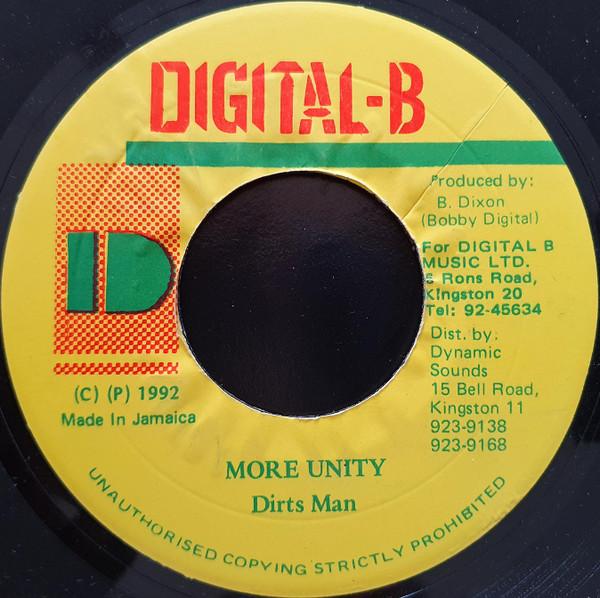 DIGITAL-B
Produced by:
B. Dixon
(Bobby Digital)
For DIGITAL B
MUSIC LTD.
Rons Road,
Kingston 20
Tel: 92-45634
Dist. by:
Dynamic
Sounds
15 Bell Road,
Kingston 11
923-9138
923-9168
D
(C) (P) 1992
Made In Jamaica
MORE UNITY
Dirts Man
UNAUTHORISED COPYING STRICTLY PROHIBITED